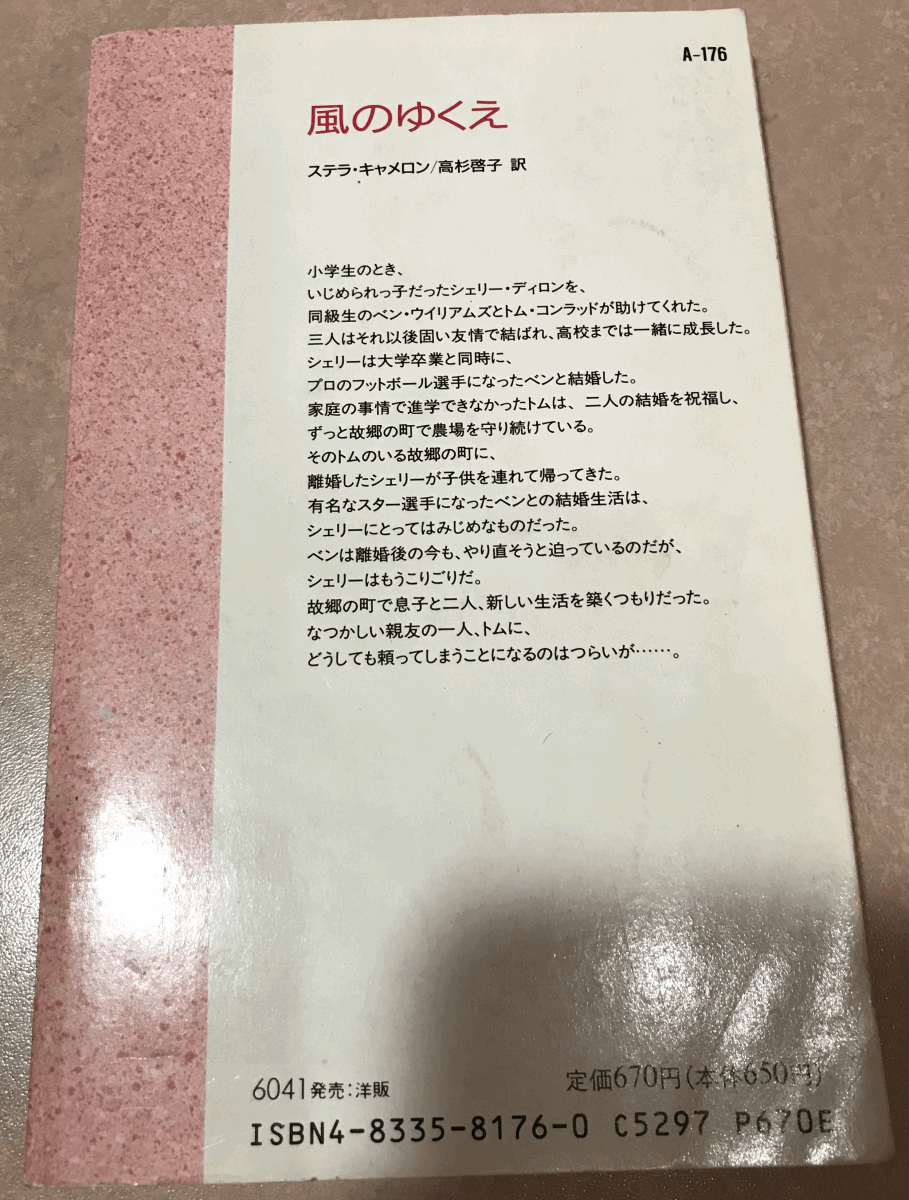 A-176
風のゆくえ
ステラ・キャメロン/高杉啓子 訳
小学生のとき、
いじめられっ子だったシェリー・ディロンを、
同級生のベン・ウイリアムズとトム・コンラッドが助けてくれた。
三人はそれ以後固い友情で結ばれ、高校までは一緒に成長した。
シェリーは大学卒業と同時に、
プロのフットボール選手になったベンと結婚した。
家庭の事情で進学できなかったトムは、二人の結婚を祝福し、
ずっと故郷の町で農場を守り続けている。
そのトムのいる故郷の町に、
離婚したシェリーが子供を連れて帰ってきた。
有名なスター選手になったベンとの結婚生活は、
シェリーにとってはみじめなものだった。
ベンは離婚後の今も、やり直そうと迫っているのだが、
シェリーはもうこりごりだ。
故郷の町で息子と二人、新しい生活を築くつもりだった。
なつかしい親友の一人、トムに、
どうしても頼ってしまうことになるのはつらいが……。
6041発売:洋販
定価670円(本体650円)
ISBN4-8335-8176-0 C5297 P670E